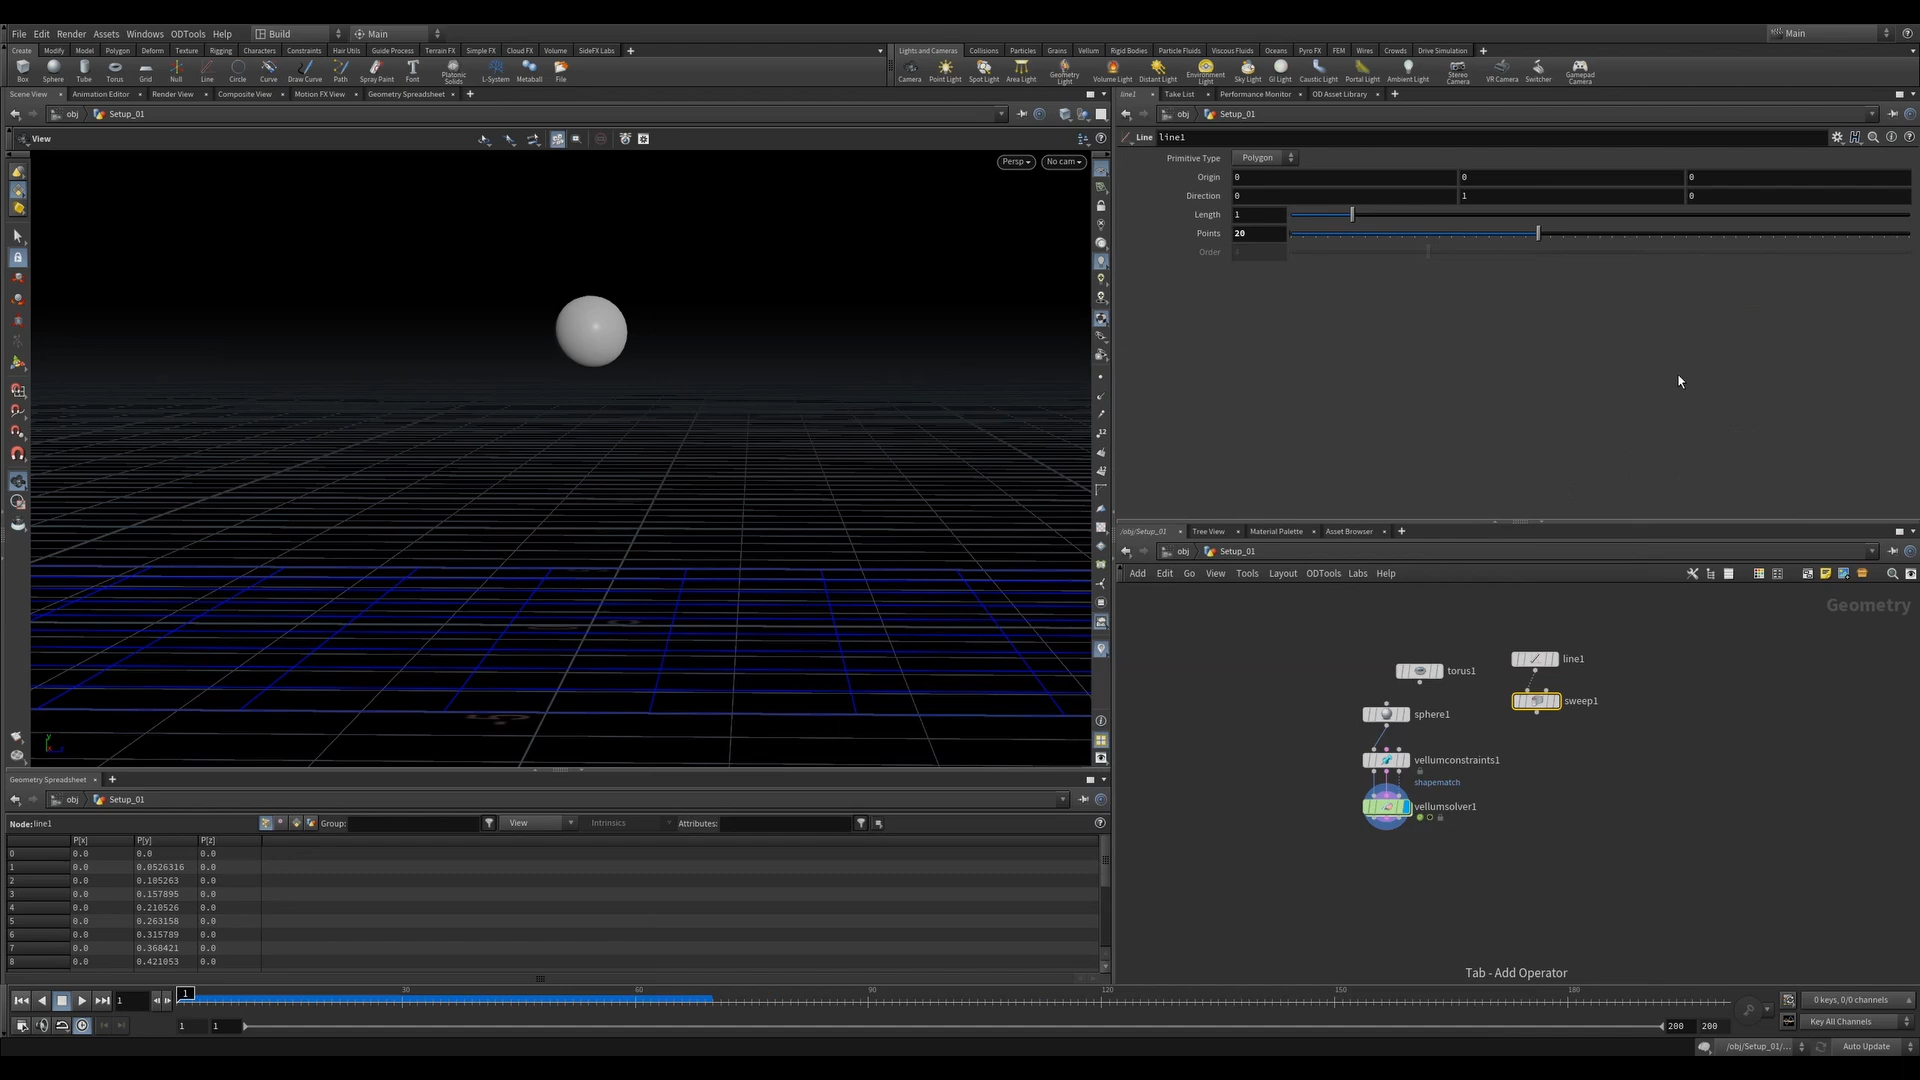 File Edit Render Assets Windows ODTools Help Build Main Main
Create Modify Model Polygon Deform Texture Rigging Characters Constraints Hair Utils Guide Process Terrain FX Simple FX Cloud FX Volume SideFX Labs
Lights and Cameras Collisions Particles Grains Vellum Rigid Bodies Particle Fluids Viscous Fluids Oceans Pyro FX FEM Wires Crowds Drive Simulation
Box Sphere Tube Torus Grid Null Line Circle Curve Draw Curve Path Spray Paint Font Platonic Solids L-System Metaball File
Camera Point Light Spot Light Area Light Geometry Light Volume Light Distant Light Environment Light Sky Light GI Light Caustic Light Portal Light Ambient Light Stereo Camera VR Camera Switcher Gamepad Camera
Scene View Animation Editor Render View Composite View Motion FX View Geometry Spreadsheet
line1 Take List Performance Monitor OD Asset Library
obj Setup_01
obj Setup_01
View
Persp No cam
Line line1
Primitive Type Polygon
Origin 0 0 0
Direction 0 1 0
Length 1
Points 20
Order
/obj/Setup_01 Tree View Material Palette Asset Browser
obj Setup_01
Add Edit Go View Tools Layout ODTools Labs Help
Geometry
line1
torus1
sweep1
sphere1
vellumconstraints1
shapematch
vellumsolver1
Tab - Add Operator
Geometry Spreadsheet
obj Setup_01
Node: line1 Group: View Intrinsics Attributes:
P[x] P[y] P[z]
0 0.0 0.0 0.0
1 0.0 0.0526316 0.0
2 0.0 0.105263 0.0
3 0.0 0.157895 0.0
4 0.0 0.210526 0.0
5 0.0 0.263158 0.0
6 0.0 0.315789 0.0
7 0.0 0.368421 0.0
8 0.0 0.421053 0.0
1 1 30 60 90 120 150 180
0 keys, 0/0 channels
1 1 200 200
Key All Channels
/obj/Setup_01/... Auto Update